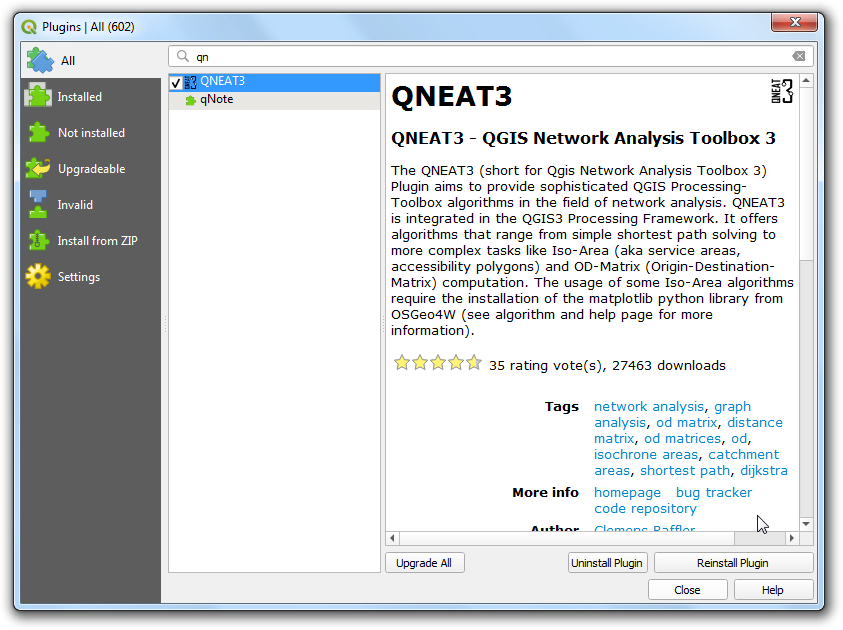 Plugins | All (602)
All
Installed
Not installed
Upgradeable
Invalid
Install from ZIP
Settings
qn
QNEAT3
qNote
QNEAT3
QNEAT3
QNEAT3 - QGIS Network Analysis Toolbox 3
The QNEAT3 (short for Qgis Network Analysis Toolbox 3)
Plugin aims to provide sophisticated QGIS Processing-
Toolbox algorithms in the field of network analysis. QNEAT3
is integrated in the QGIS3 Processing Framework. It offers
algorithms that range from simple shortest path solving to
more complex tasks like Iso-Area (aka service areas,
accessibility polygons) and OD-Matrix (Origin-Destination-
Matrix) computation. The usage of some Iso-Area algorithms
require the installation of the matplotlib python library from
OSGeo4W (see algorithm and help page for more
information).
35 rating vote(s), 27463 downloads
Tags network analysis, graph
analysis, od matrix, distance
matrix, od matrices, od,
isochrone areas, catchment
areas, shortest path, dijkstra
More info homepage bug tracker
code repository
Author Clemens Raffler
Upgrade All Uninstall Plugin Reinstall Plugin
Close Help